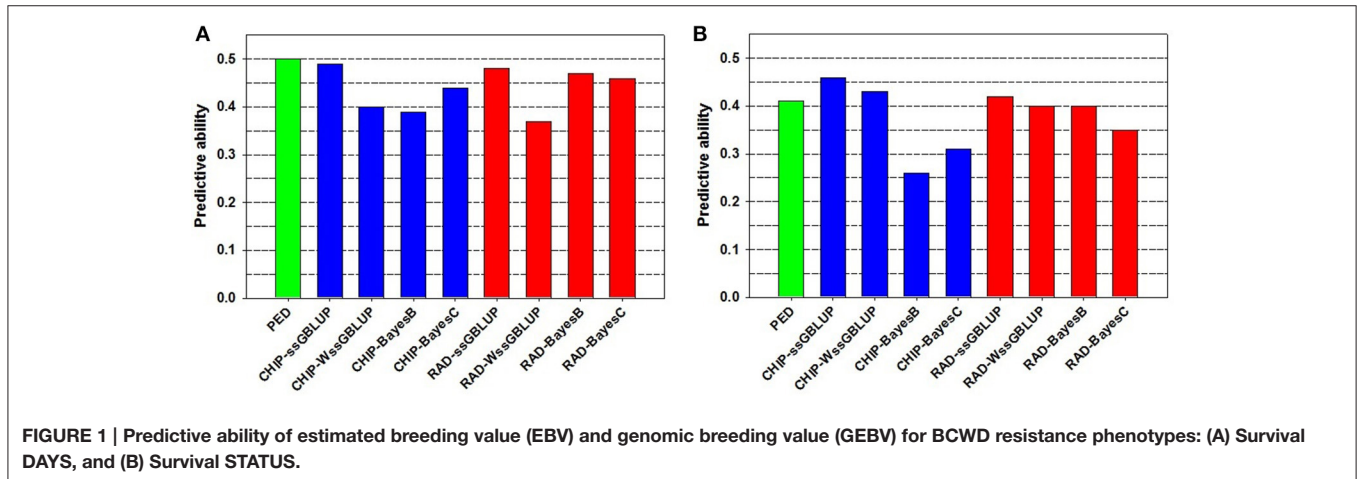 A
Predictive ability
0.5
0.4
0.3
0.2
0.1
0.0
PED
CHIP-ssGBLUP
CHIP-WssGBLUP
CHIP-BayesB
CHIP-BayesC
RAD-ssGBLUP
RAD-WssGBLUP
RAD-BayesB
RAD-BayesC
B
Predictive ability
0.5
0.4
0.3
0.2
0.1
0.0
PED
CHIP-ssGBLUP
CHIP-WssGBLUP
CHIP-BayesB
CHIP-BayesC
RAD-ssGBLUP
RAD-WssGBLUP
RAD-BayesB
RAD-BayesC
FIGURE 1 | Predictive ability of estimated breeding value (EBV) and genomic breeding value (GEBV) for BCWD resistance phenotypes: (A) Survival
DAYS, and (B) Survival STATUS.